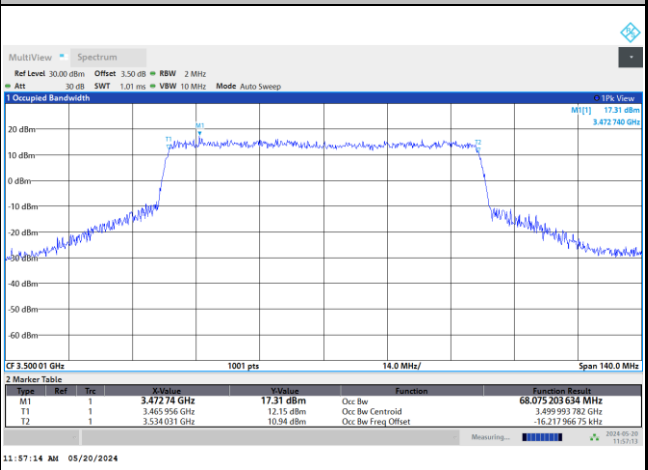 MultiView Spectrum
Ref Level 30.00 dBm Offset 3.50 dB RBW 2 MHz
Att 30 dB SWT 1.01 ms VBW 10 MHz Mode Auto Sweep
1 Occupied Bandwidth 1Pk View
M1[1] 17.31 dBm
3.472 740 GHz
M1
20 dBm
T1 T2
10 dBm
0 dBm
-10 dBm
-20 dBm
-30 dBm
-40 dBm
-50 dBm
-60 dBm
CF 3.500 01 GHz 1001 pts 14.0 MHz/ Span 140.0 MHz
2 Marker Table
Type Ref Trc X-Value Y-Value Function Function Result
M1 1 3.472 74 GHz 17.31 dBm Occ Bw 68.075 203 634 MHz
T1 1 3.465 956 GHz 12.15 dBm Occ Bw Centroid 3.499 993 782 GHz
T2 1 3.534 031 GHz 10.94 dBm Occ Bw Freq Offset -16.217 966 75 kHz
Measuring... 2024-05-20
11:57:13
11:57:14 AM 05/20/2024